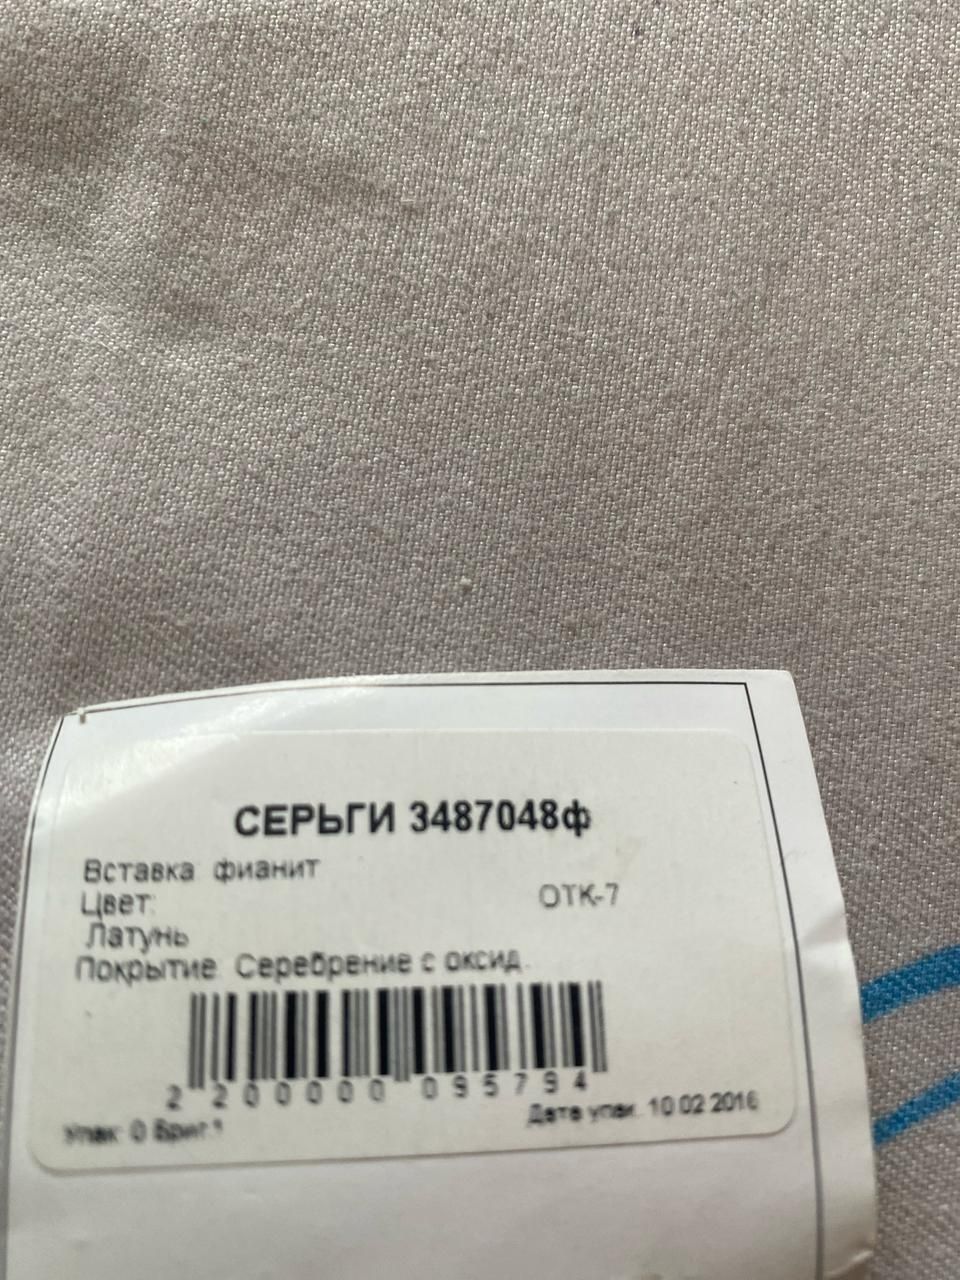 СЕРЬГИ 3487048ф
Вставка: фианит
Цвет:
ОТК-7
Латунь
Покрытие: Серебрение с оксид.
2 200000 095794
Дата упак. 10.02.2016
Упак: 0 Бриг.1